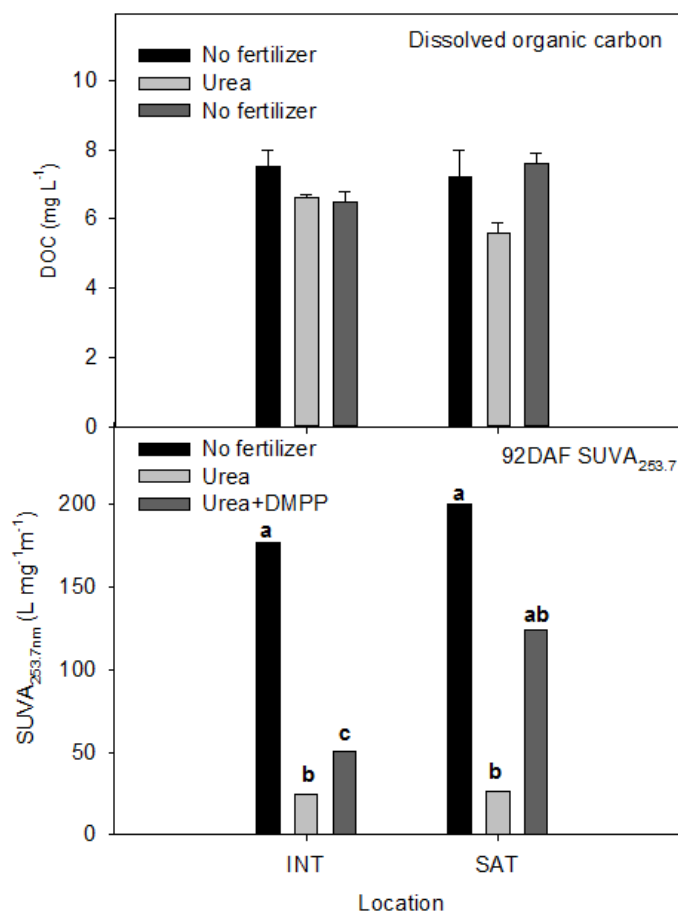 Dissolved organic carbon
No fertilizer
Urea
No fertilizer
10
8
6
4
2
0
DOC (mg L⁻¹)
92DAF SUVA₂₅₃.₇
No fertilizer
Urea
Urea+DMPP
200
150
100
50
0
SUVA₂₅₃.₇ₙₘ (L mg⁻¹m⁻¹)
a
b
c
a
b
ab
INT
SAT
Location